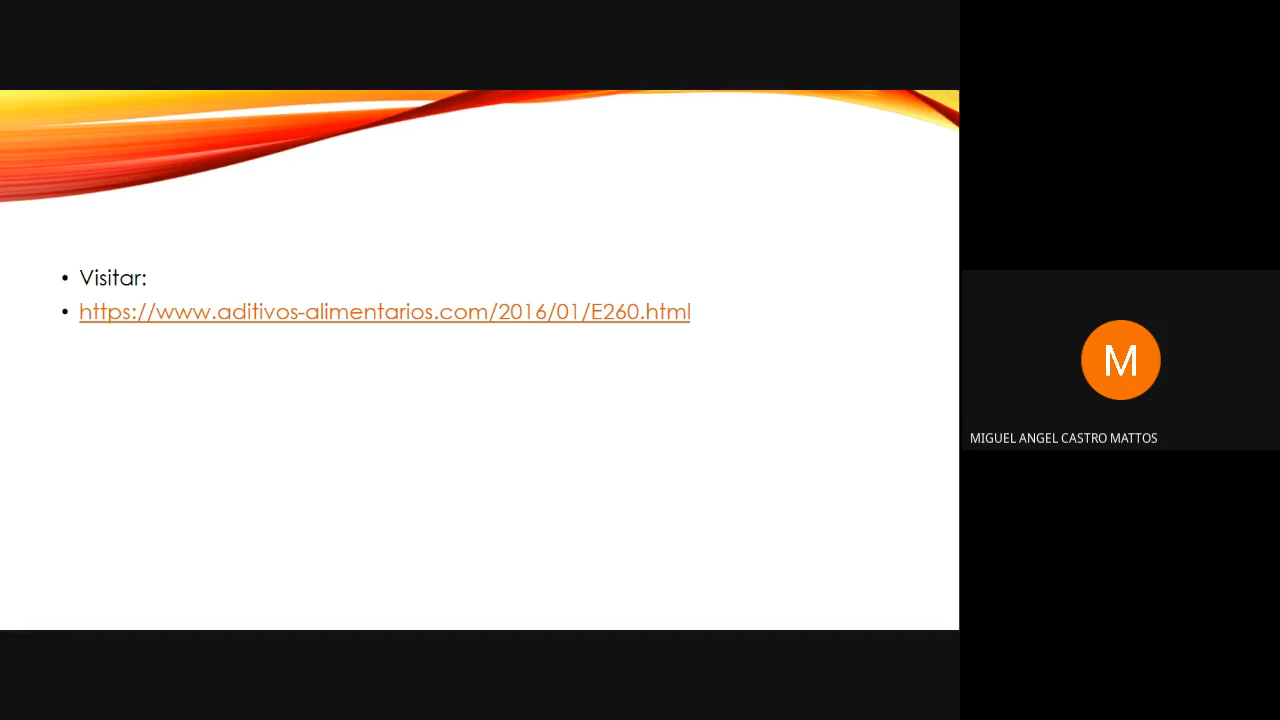 • Visitar:
• https://www.aditivos-alimentarios.com/2016/01/E260.html
M
MIGUEL ANGEL CASTRO MATTOS